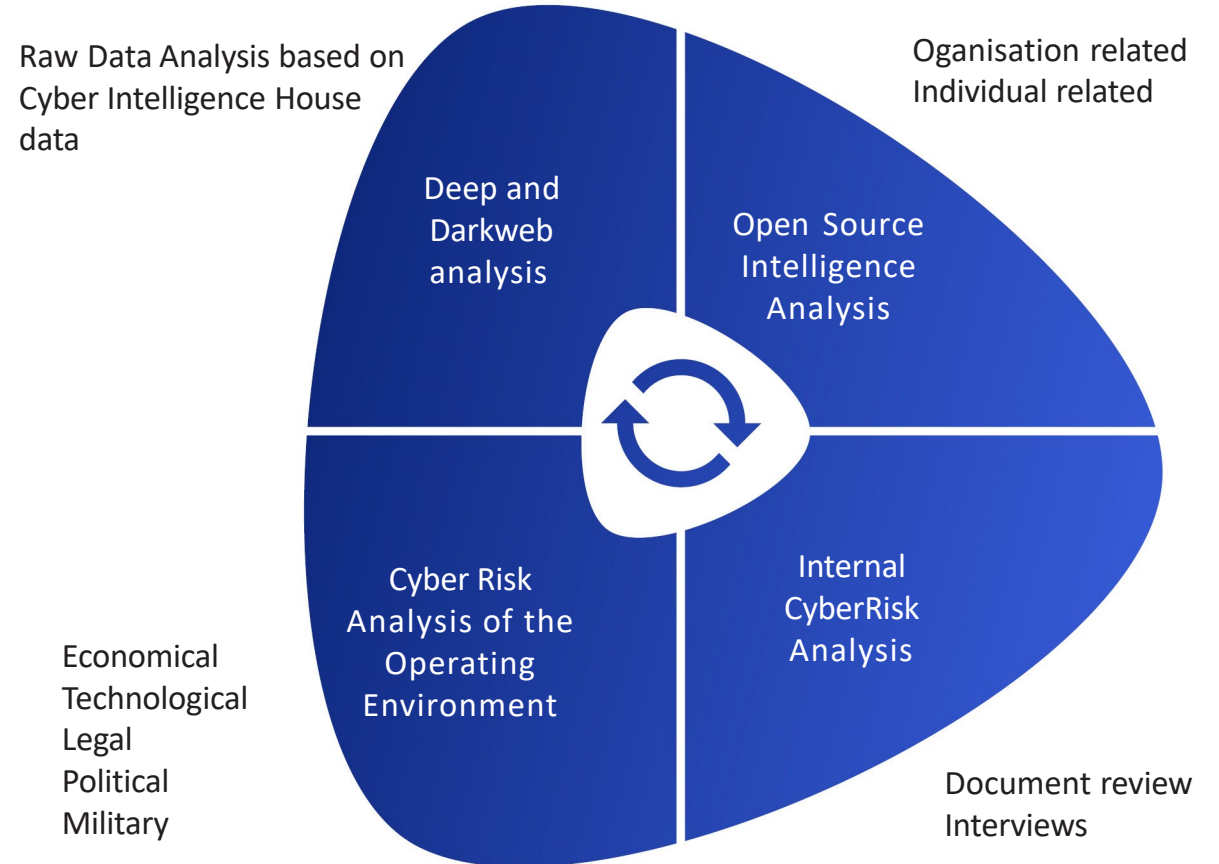 Raw Data Analysis based on
Cyber Intelligence House
data
Oganisation related
Individual related
Deep and
Darkweb
analysis
Open Source
Intelligence
Analysis
Cyber Risk
Analysis of the
Operating
Environment
Internal
CyberRisk
Analysis
Economical
Technological
Legal
Political
Military
Document review
Interviews